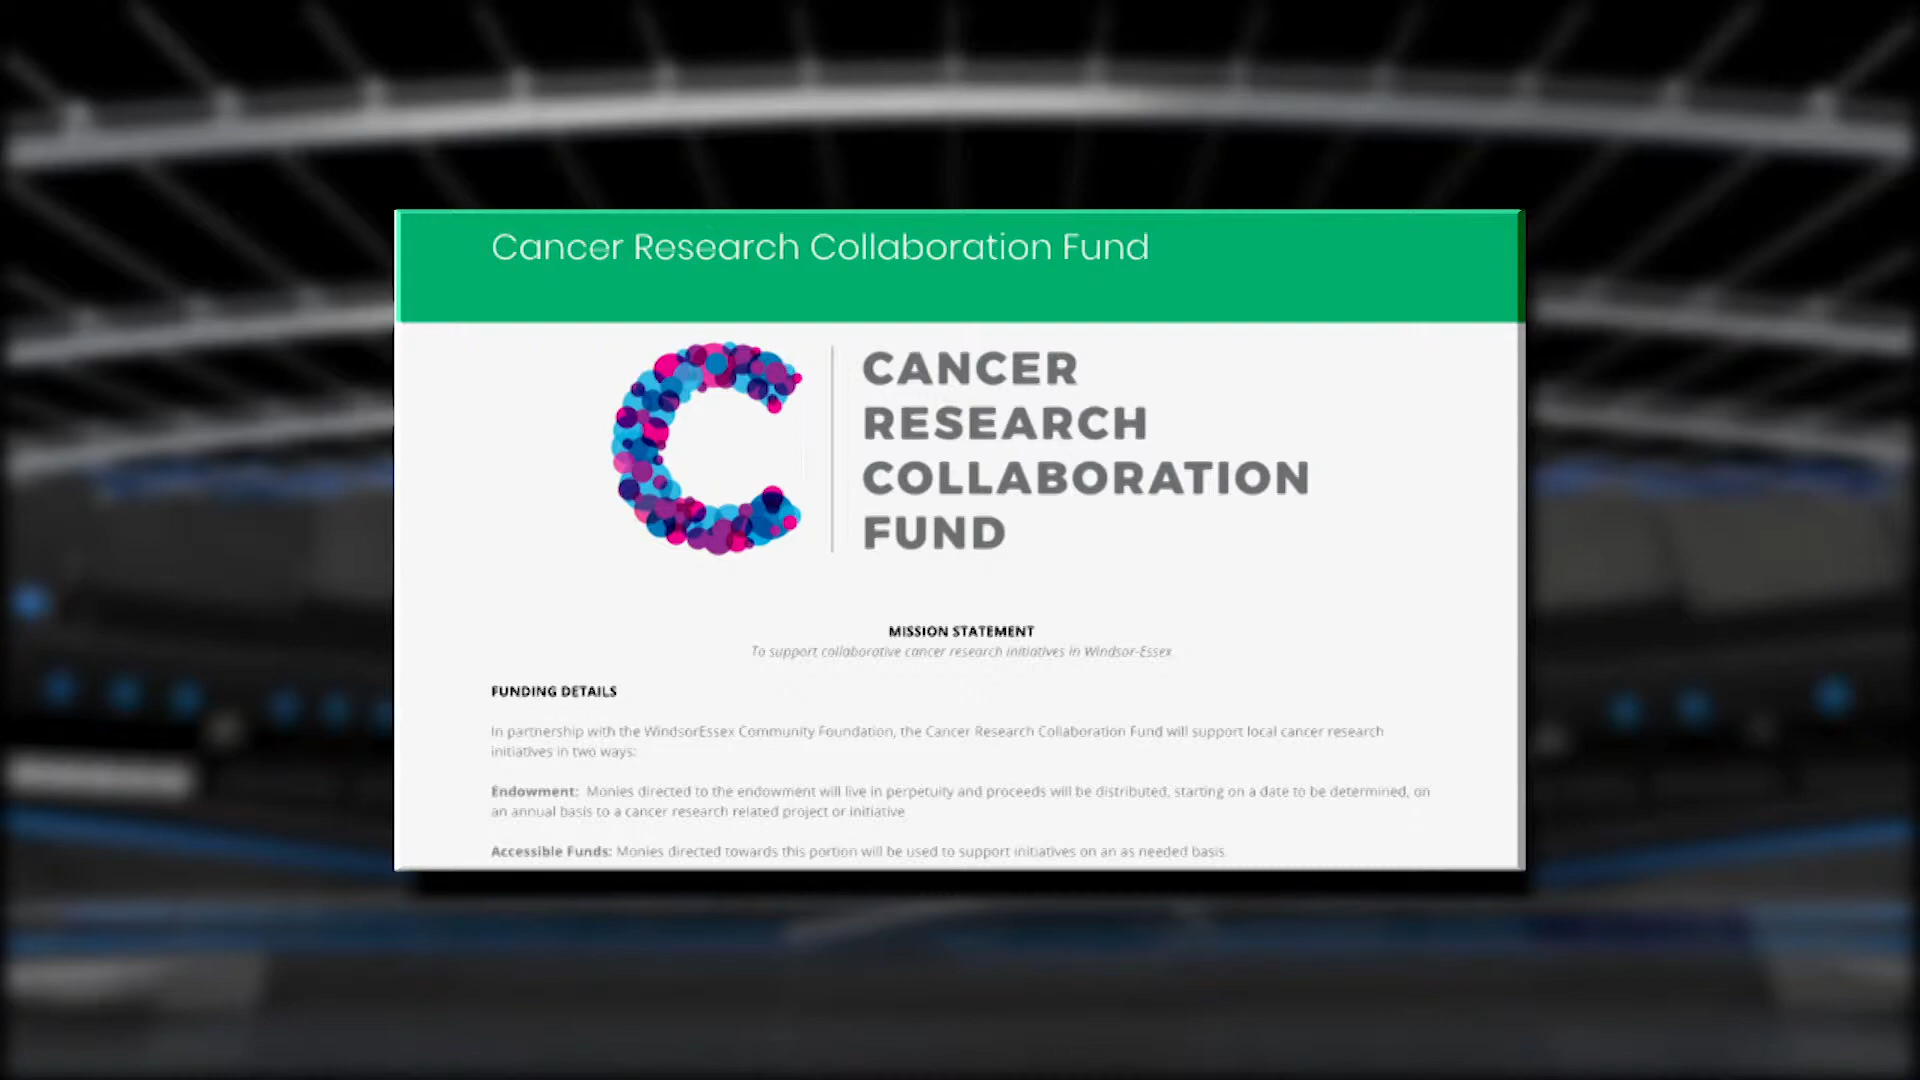 Cancer Research Collaboration Fund
CANCER
RESEARCH
COLLABORATION
FUND
MISSION STATEMENT
To support collaborative cancer research initiatives in Windsor-Essex
FUNDING DETAILS
In partnership with the WindsorEssex Community Foundation, the Cancer Research Collaboration Fund will support local cancer research
initiatives in two ways:
Endowment: Monies directed to the endowment will live in perpetuity and proceeds will be distributed, starting on a date to be determined, on
an annual basis to a cancer research related project or initiative
Accessible Funds: Monies directed towards this portion will be used to support initiatives on an as needed basis.